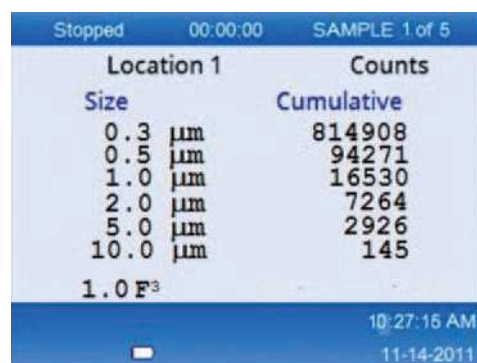 Stopped 00:00:00 SAMPLE 1 of 5
Location 1 Counts
Size Cumulative
0.3 µm 814908
0.5 µm 94271
1.0 µm 16530
2.0 µm 7264
5.0 µm 2926
10.0 µm 145
1.0 F³
10:27:16 AM
11-14-2011